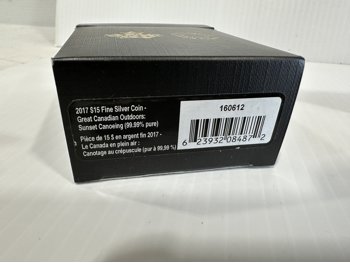 2017 $15 Fine Silver Coin -
Great Canadian Outdoors:
Sunset Canoeing (99.99% pure)
Pièce de 15 $ en argent fin 2017 -
Le Canada en plein air :
Canotage au crépuscule (pur à 99,99 %)
160612
6 23932 08487 2